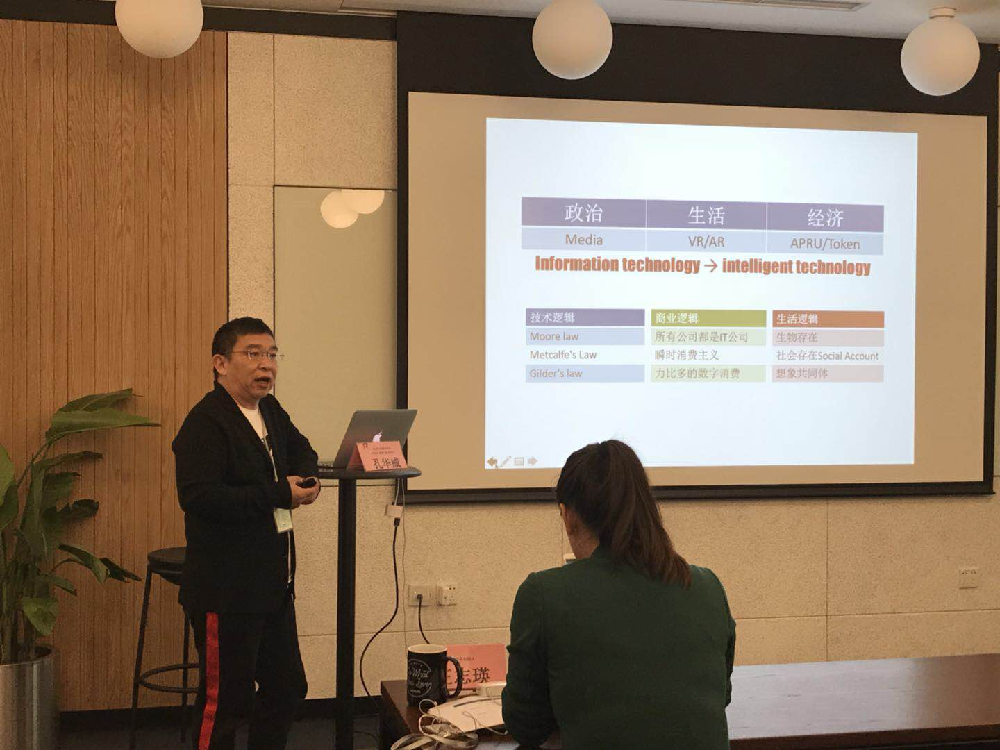 政治 生活 经济
Media VR/AR APRU/Token
Information technology → intelligent technology
技术逻辑 商业逻辑 生活逻辑
Moore law 所有公司都是IT公司 生物存在
Metcalfe's Law 瞬时消费主义 社会存在Social Account
Gilder's law 力比多的数字消费 想象共同体
孔华威
志瑛
What